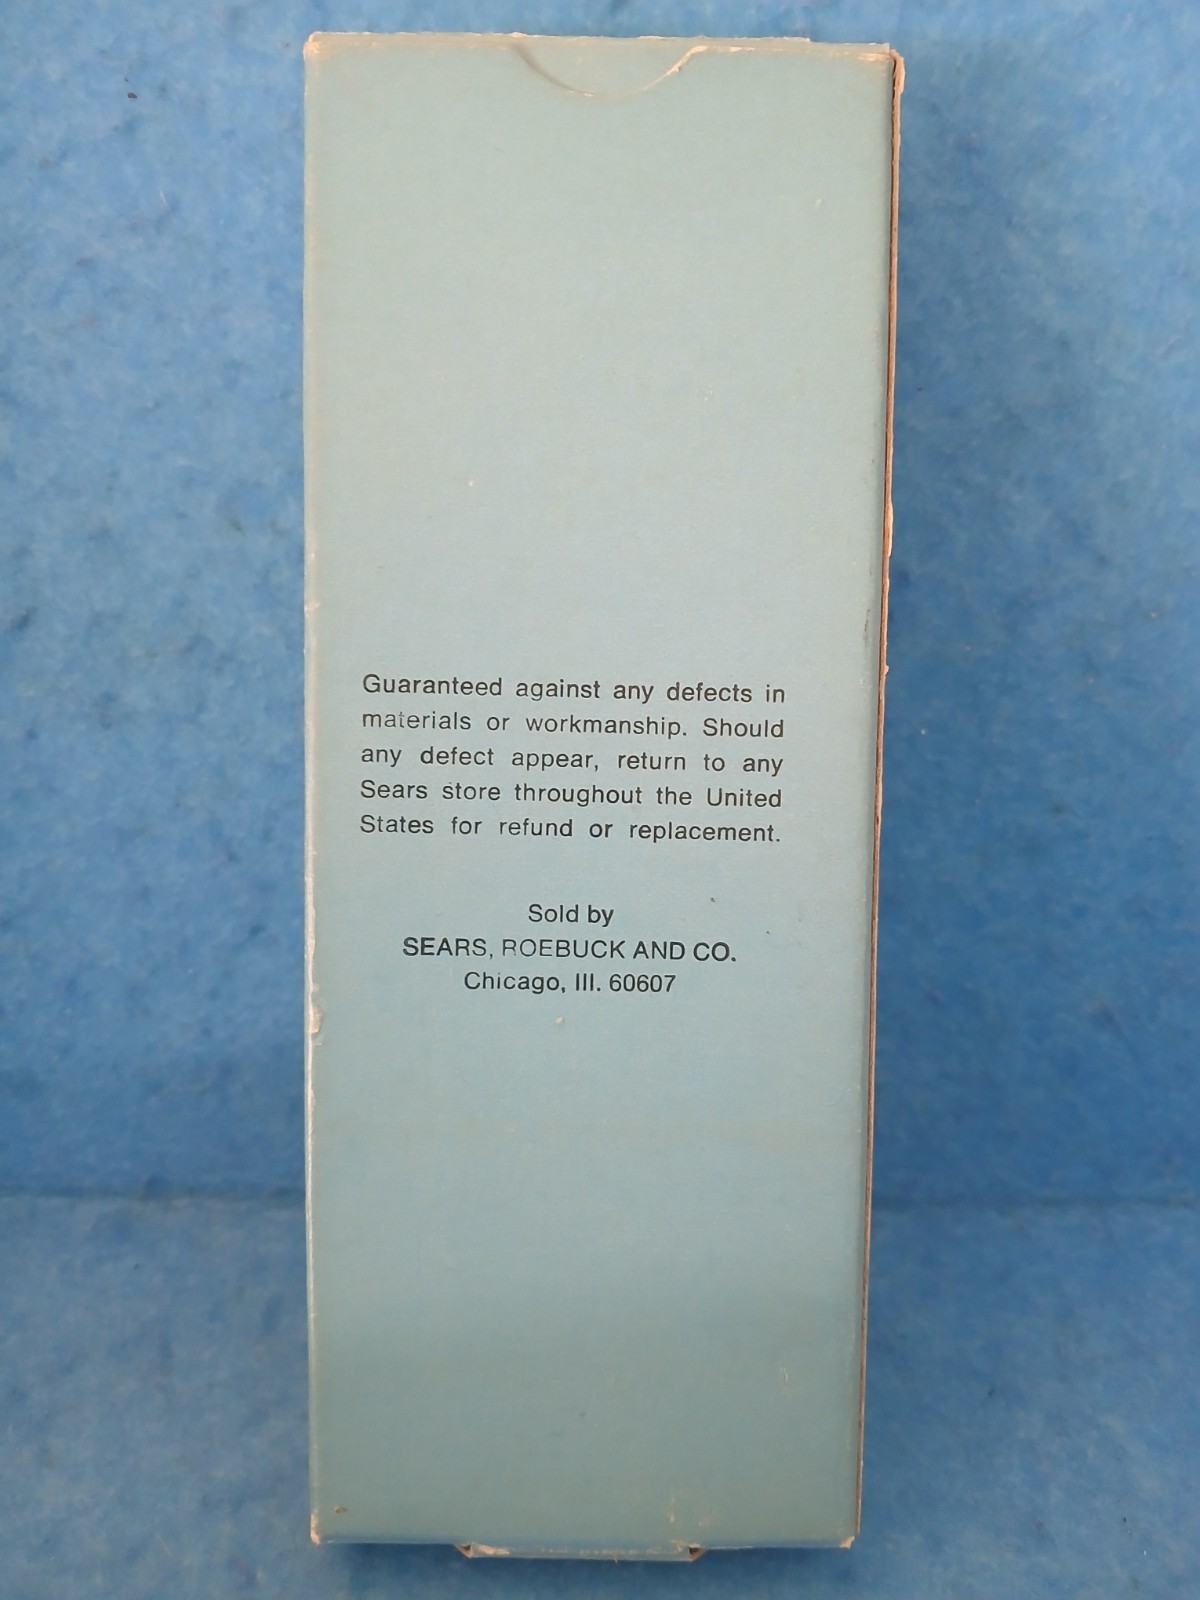 Guaranteed against any defects in
materials or workmanship. Should
any defect appear, return to any
Sears store throughout the United
States for refund or replacement.
Sold by
SEARS, ROEBUCK AND CO.
Chicago, Ill. 60607